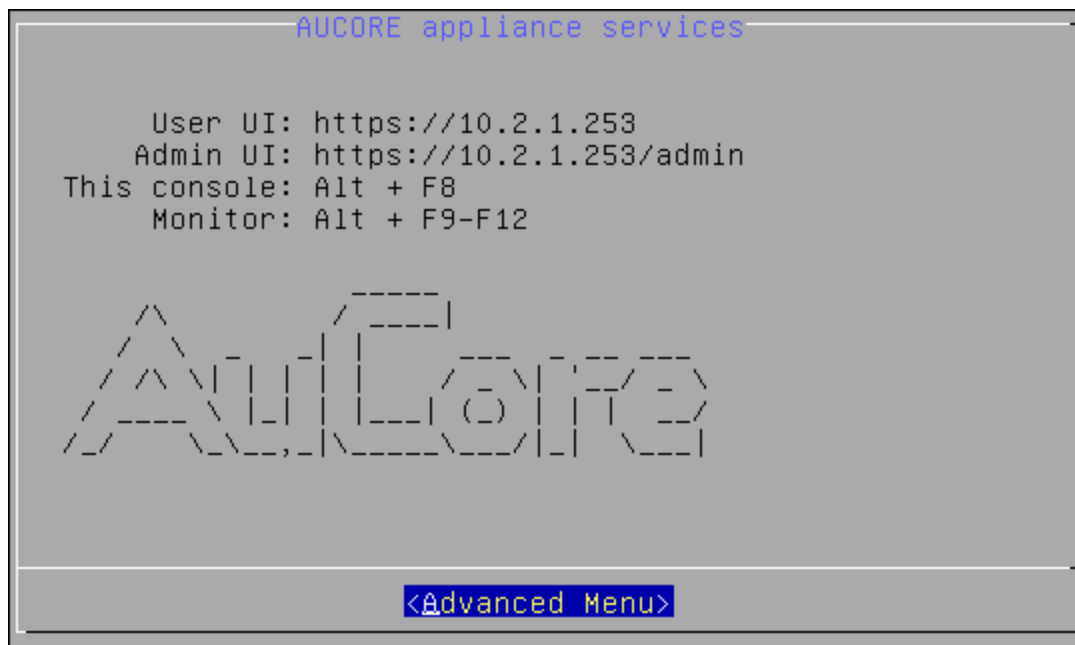 AUCORE appliance services
User UI: https://10.2.1.253
Admin UI: https://10.2.1.253/admin
This console: Alt + F8
Monitor: Alt + F9-F12
AuCore
<Advanced Menu>